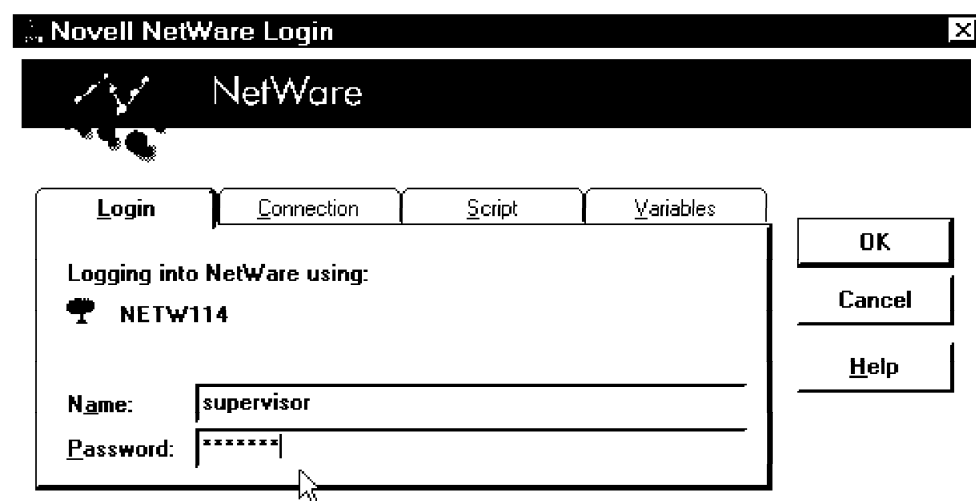 Novell NetWare Login
NetWare
Login Connection Script Variables
OK
Logging into NetWare using:
NETW114
Cancel
Help
Name: supervisor
Password: *******